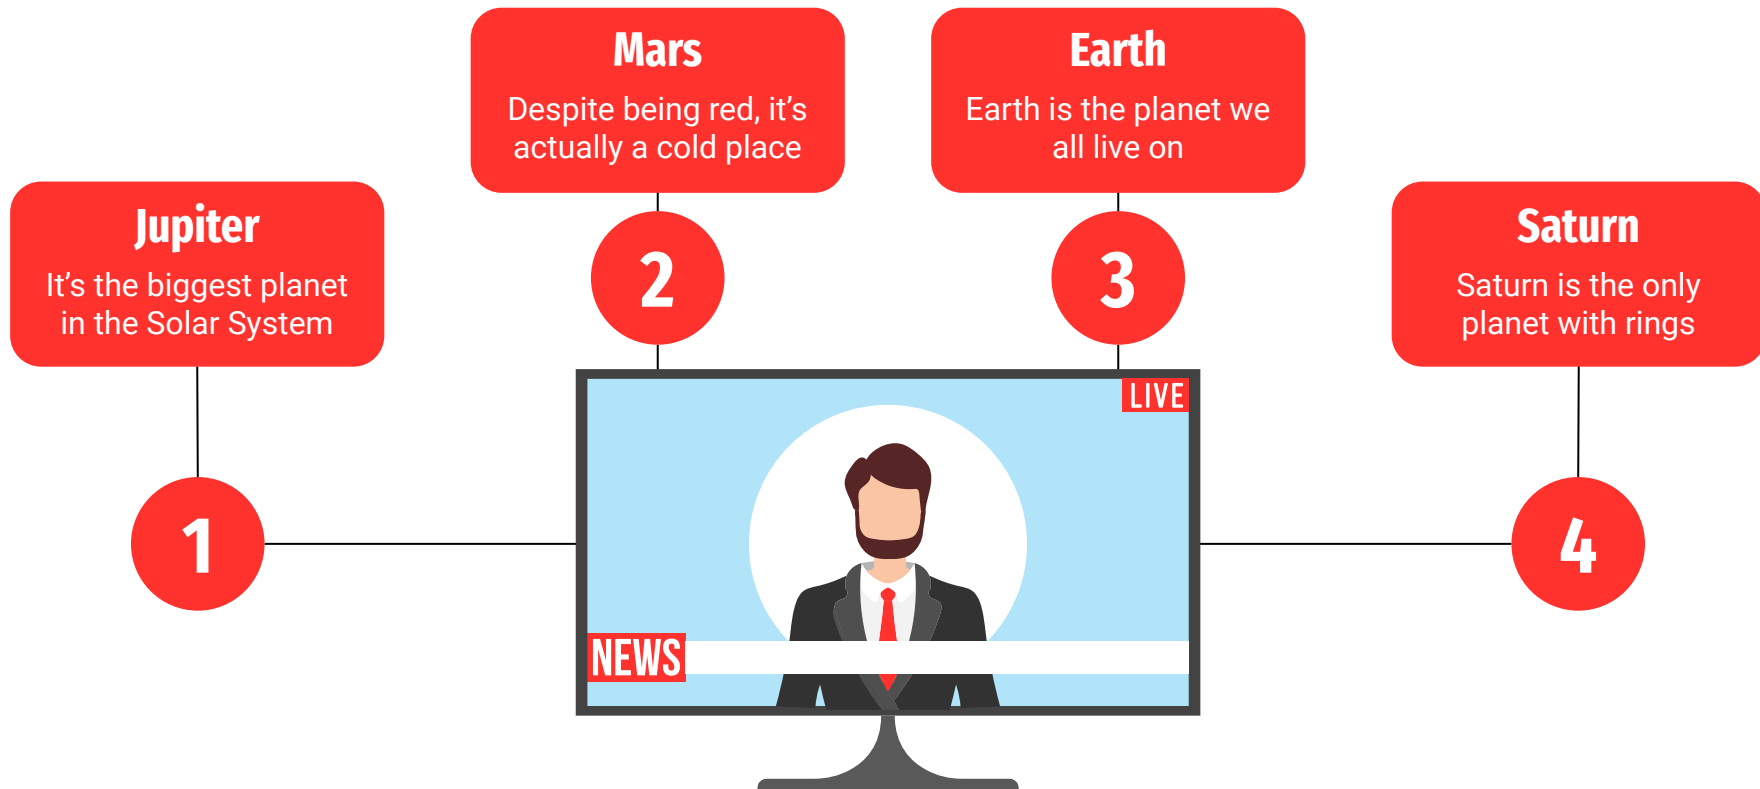 Jupiter
It’s the biggest planet
in the Solar System
1
Mars
Despite being red, it’s
actually a cold place
2
Earth
Earth is the planet we
all live on
3
Saturn
Saturn is the only
planet with rings
4
LIVE
NEWS